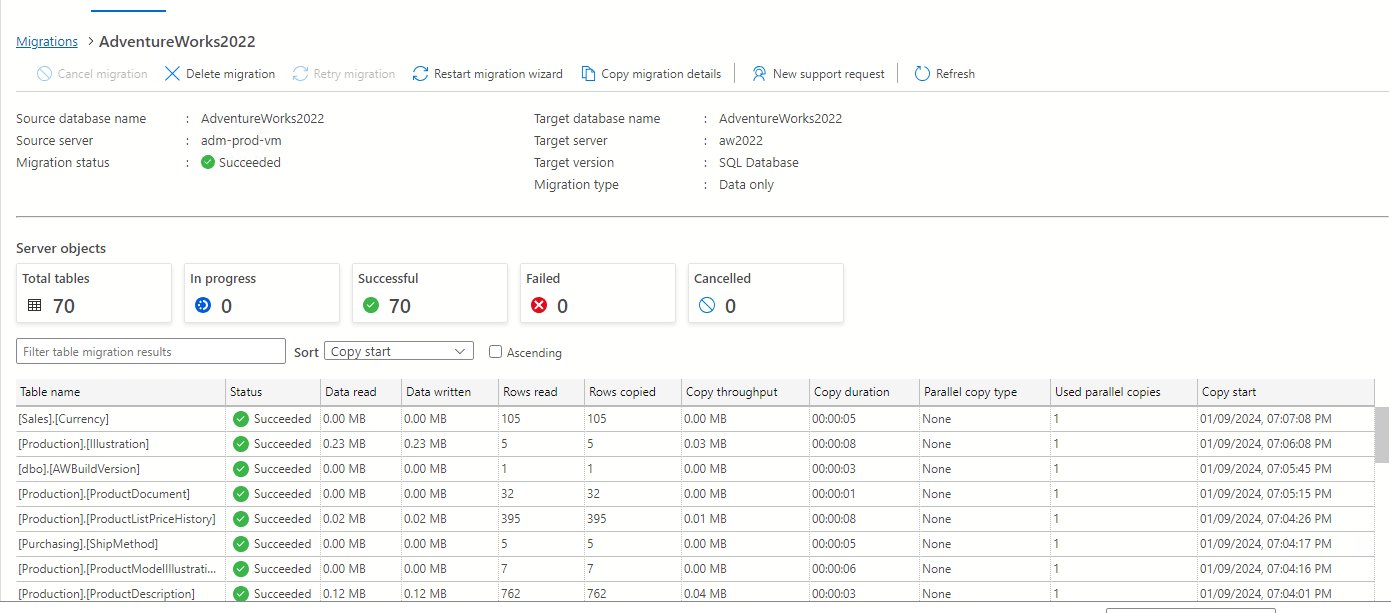 Migrations > AdventureWorks2022
Cancel migration Delete migration Retry migration Restart migration wizard Copy migration details New support request Refresh
Source database name : AdventureWorks2022 Target database name : AdventureWorks2022
Source server : adm-prod-vm Target server : aw2022
Migration status : Succeeded Target version : SQL Database
Migration type : Data only
Server objects
Total tables In progress Successful Failed Cancelled
70 0 70 0 0
Filter table migration results Sort Copy start Ascending
Table name Status Data read Data written Rows read Rows copied Copy throughput Copy duration Parallel copy type Used parallel copies Copy start
[Sales].[Currency] Succeeded 0.00 MB 0.00 MB 105 105 0.00 MB 00:00:05 None 1 01/09/2024, 07:07:08 PM
[Production].[Illustration] Succeeded 0.23 MB 0.23 MB 5 5 0.03 MB 00:00:08 None 1 01/09/2024, 07:06:08 PM
[dbo].[AWBuildVersion] Succeeded 0.00 MB 0.00 MB 1 1 0.00 MB 00:00:03 None 1 01/09/2024, 07:05:45 PM
[Production].[ProductDocument] Succeeded 0.00 MB 0.00 MB 32 32 0.00 MB 00:00:01 None 1 01/09/2024, 07:05:15 PM
[Production].[ProductListPriceHistory] Succeeded 0.02 MB 0.02 MB 395 395 0.01 MB 00:00:08 None 1 01/09/2024, 07:04:26 PM
[Purchasing].[ShipMethod] Succeeded 0.00 MB 0.00 MB 5 5 0.00 MB 00:00:05 None 1 01/09/2024, 07:04:17 PM
[Production].[ProductModelIllustrati... Succeeded 0.00 MB 0.00 MB 7 7 0.00 MB 00:00:06 None 1 01/09/2024, 07:04:16 PM
[Production].[ProductDescription] Succeeded 0.12 MB 0.12 MB 762 762 0.04 MB 00:00:03 None 1 01/09/2024, 07:04:01 PM